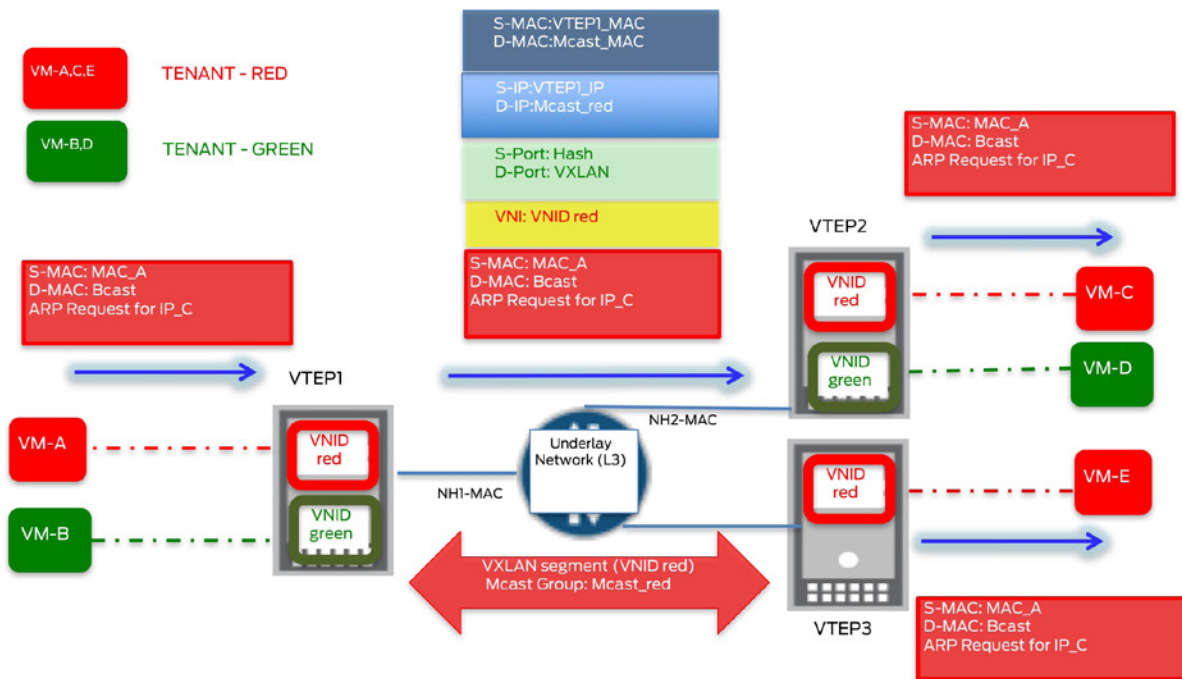 VM-A,C,E
TENANT - RED
VM-B,D
TENANT - GREEN
S-MAC:VTEP1_MAC
D-MAC:Mcast_MAC
S-IP:VTEP1_IP
D-IP:Mcast_red
S-Port: Hash
D-Port: VXLAN
VNI: VNID red
S-MAC: MAC_A
D-MAC: Bcast
ARP Request for IP_C
S-MAC: MAC_A
D-MAC: Bcast
ARP Request for IP_C
S-MAC: MAC_A
D-MAC: Bcast
ARP Request for IP_C
VTEP1
VNID
red
VNID
green
VM-A
VM-B
NH1-MAC
Underlay
Network (L3)
NH2-MAC
VTEP2
VNID
red
VNID
green
VM-C
VM-D
VNID
red
VM-E
VTEP3
VXLAN segment (VNID red)
Mcast Group: Mcast_red
S-MAC: MAC_A
D-MAC: Bcast
ARP Request for IP_C